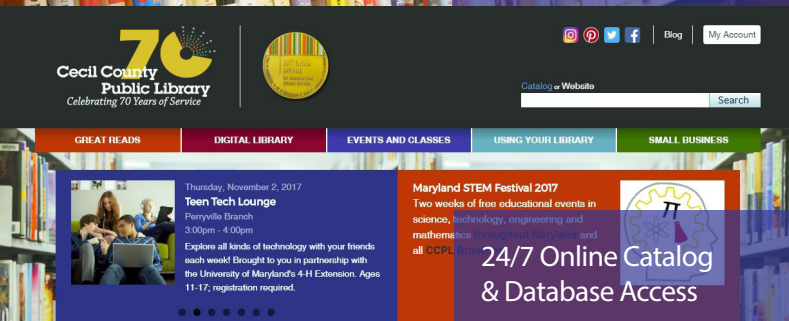 70
Cecil County
Public Library
Celebrating 70 Years of Service
Blog
My Account
Catalog or Website
Search
GREAT READS
DIGITAL LIBRARY
EVENTS AND CLASSES
USING YOUR LIBRARY
SMALL BUSINESS
Thursday, November 2, 2017
Teen Tech Lounge
Perryville Branch
3:00pm - 4:00pm
Explore all kinds of technology with your friends
each week! Brought to you in partnership with
the University of Maryland's 4-H Extension. Ages
11-17; registration required.
Maryland STEM Festival 2017
Two weeks of free educational events in
science, technology, engineering and
mathematics throughout Maryland and
all CCPL
π
24/7 Online Catalog
& Database Access